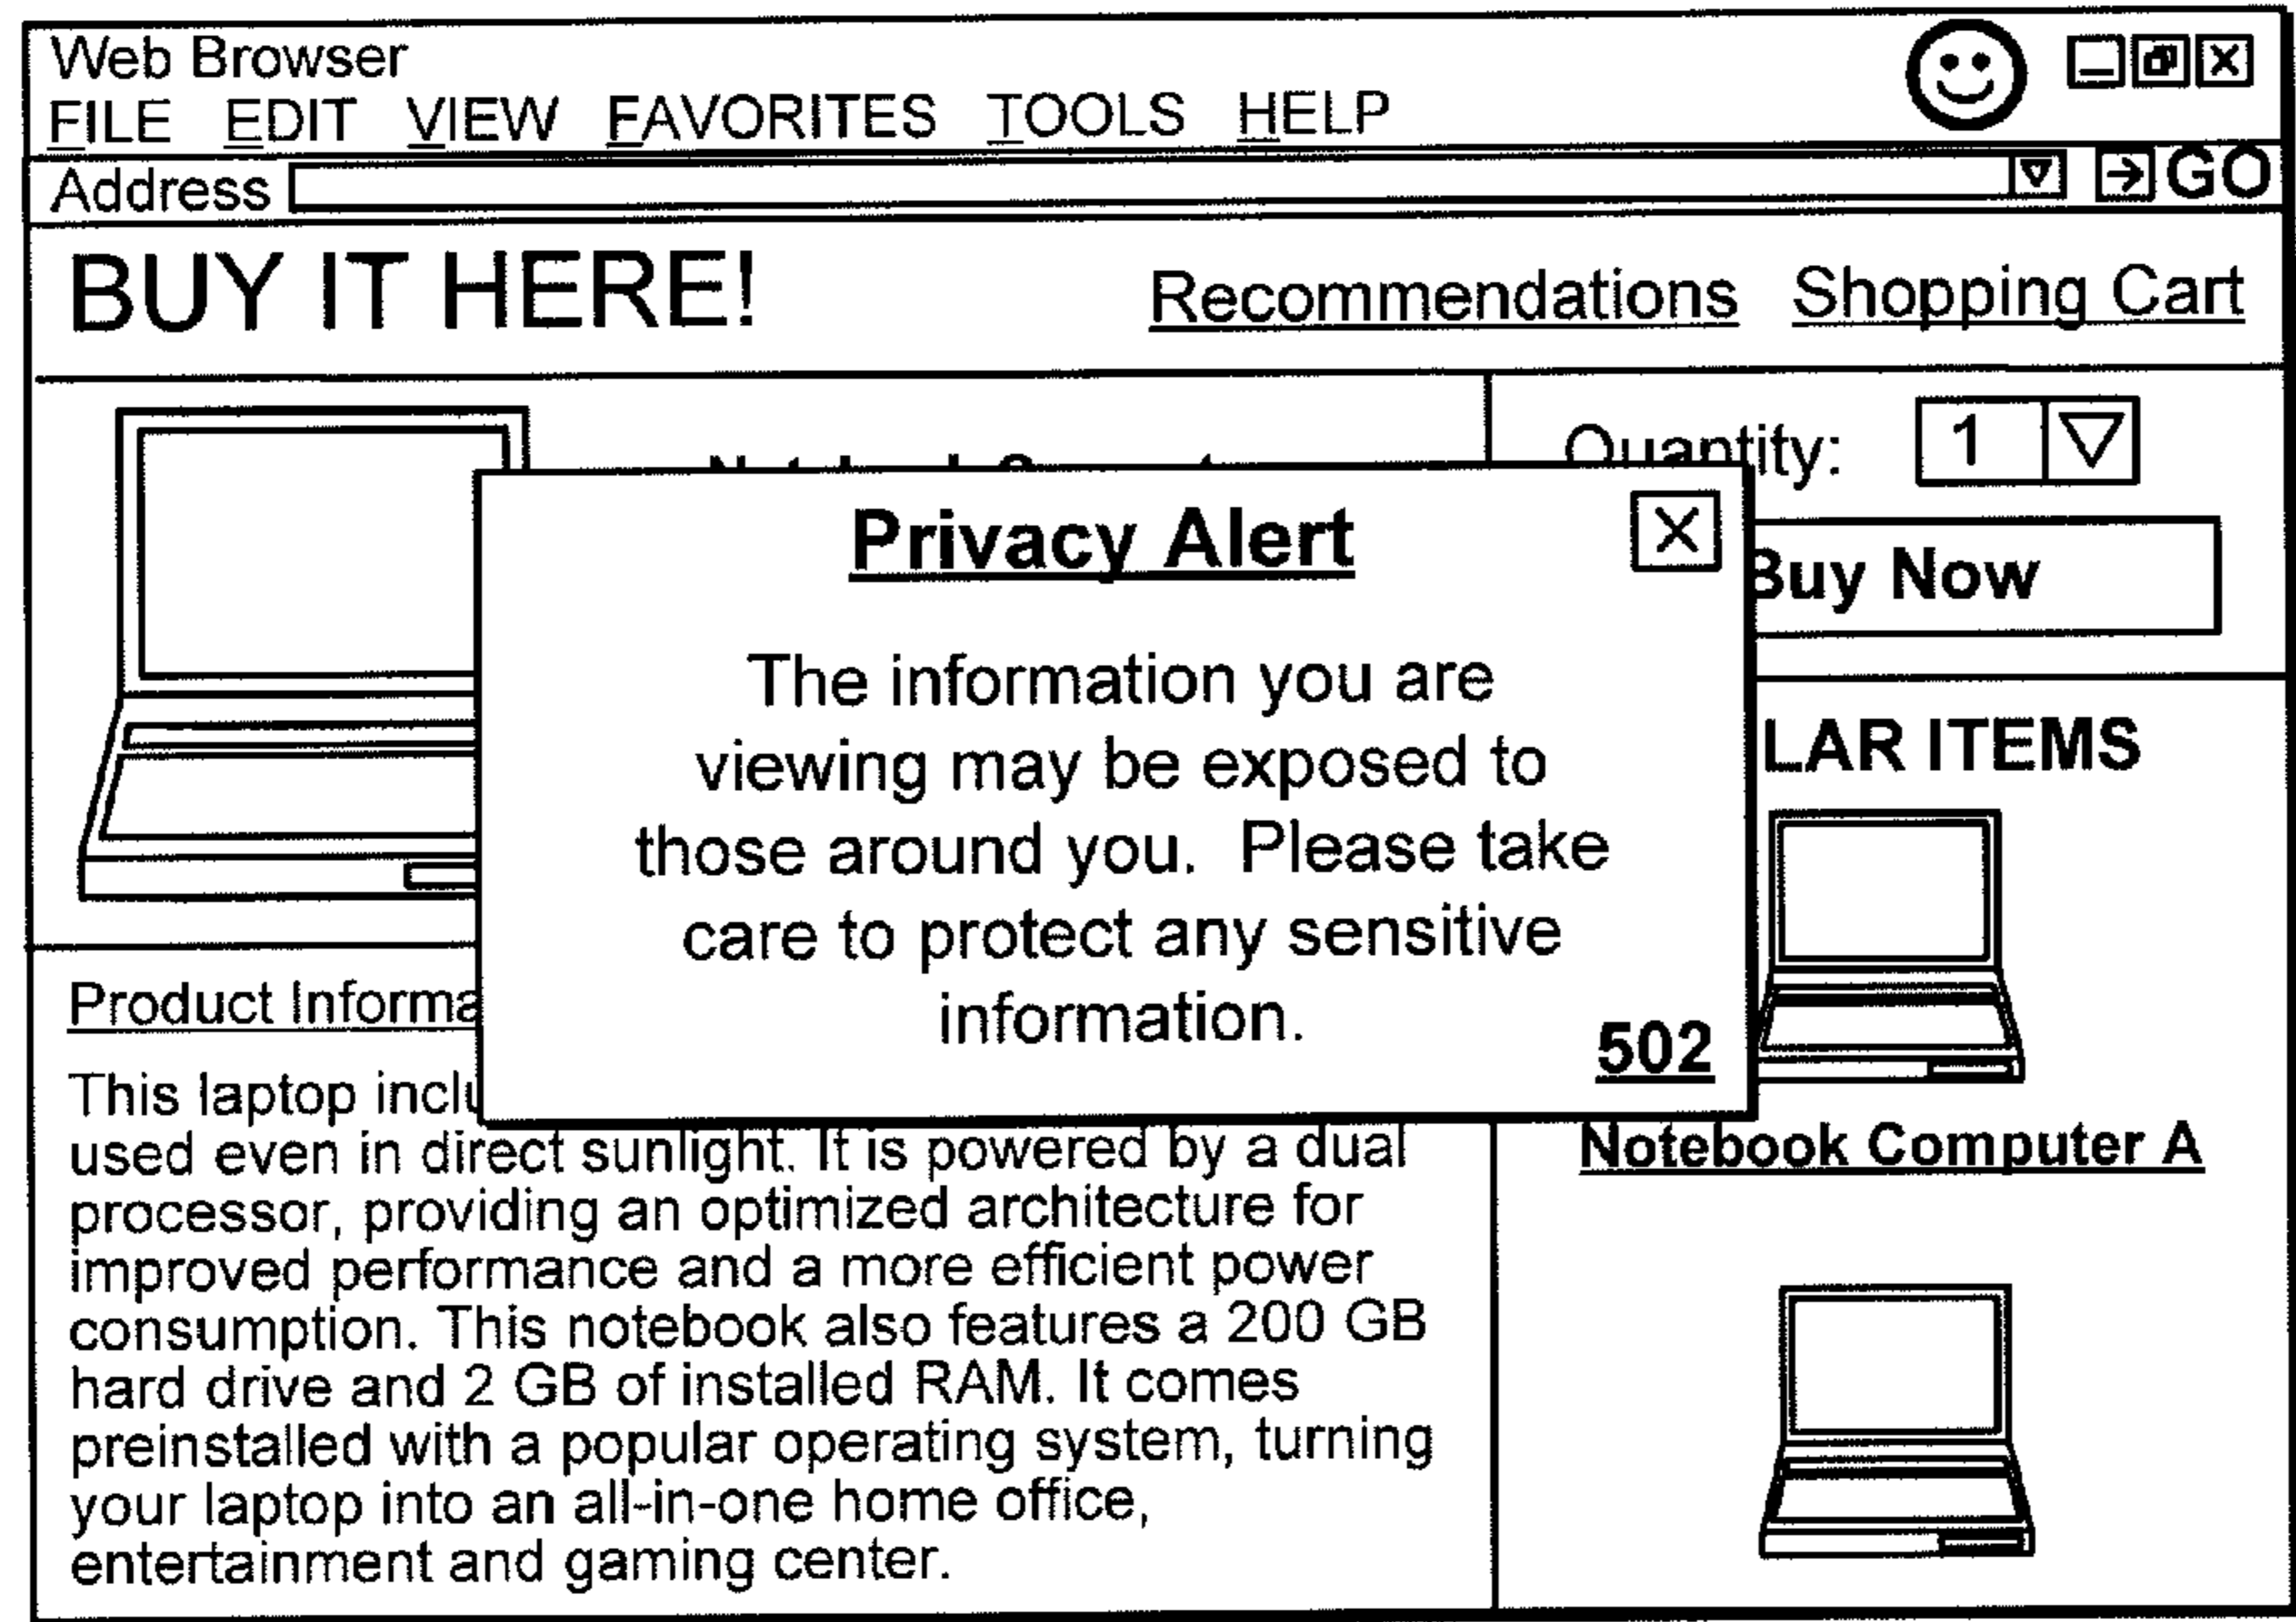 Web Browser
FILE EDIT VIEW FAVORITES TOOLS HELP
Address GO
BUY IT HERE! Recommendations Shopping Cart
Quantity: 1
Buy Now
Privacy Alert X
The information you are
viewing may be exposed to
those around you. Please take
care to protect any sensitive
information.
502
LAR ITEMS
Notebook Computer A
Product Informa
This laptop inclu
used even in direct sunlight. It is powered by a dual
processor, providing an optimized architecture for
improved performance and a more efficient power
consumption. This notebook also features a 200 GB
hard drive and 2 GB of installed RAM. It comes
preinstalled with a popular operating system, turning
your laptop into an all-in-one home office,
entertainment and gaming center.